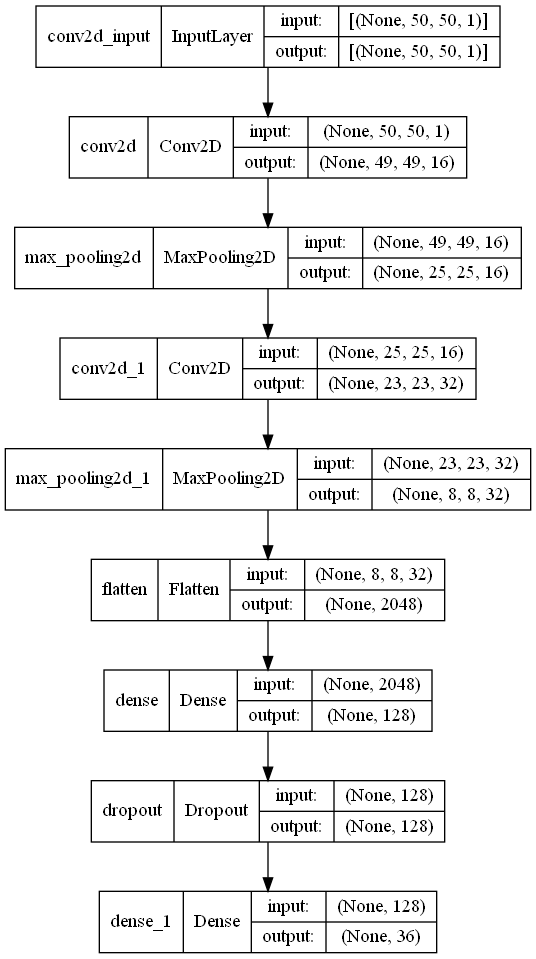 conv2d_input InputLayer input: [(None, 50, 50, 1)]
output: [(None, 50, 50, 1)]
conv2d Conv2D input: (None, 50, 50, 1)
output: (None, 49, 49, 16)
max_pooling2d MaxPooling2D input: (None, 49, 49, 16)
output: (None, 25, 25, 16)
conv2d_1 Conv2D input: (None, 25, 25, 16)
output: (None, 23, 23, 32)
max_pooling2d_1 MaxPooling2D input: (None, 23, 23, 32)
output: (None, 8, 8, 32)
flatten Flatten input: (None, 8, 8, 32)
output: (None, 2048)
dense Dense input: (None, 2048)
output: (None, 128)
dropout Dropout input: (None, 128)
output: (None, 128)
dense_1 Dense input: (None, 128)
output: (None, 36)